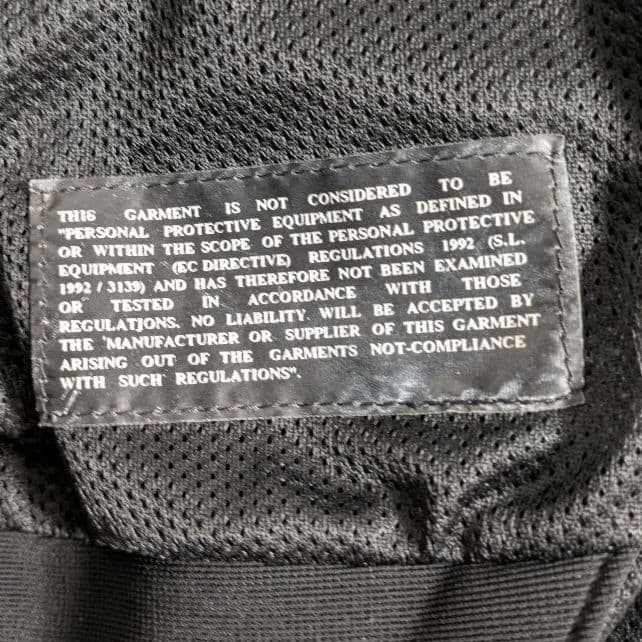 THI6 GARMENT IS NOT CONSIDERED TO BE
"PERSONAL PROTECTIVE EQUIPMENT AS DEFINED IN
OR WITHIN THE SCOPE OF THE PERSONAL PROTECTIVE
EQUIPMENT (EC DIRECTIVE) REGULATIONS 1992 (S.L.
1992 / 3139) AND HAS THEREFORE NOT BEEN EXAMINED
OR TESTED IN ACCORDANCE WITH THOSE
REGULATJONS. NO LIABILITY WILL BE ACCEPTED BY
THE 'MANUFACTURER OR SUPPLIER OF THIS GARMENT
ARISING OUT OF THE GARMENTS NOT-COMPLIANCE
WITH SUCH REGULATIONS".